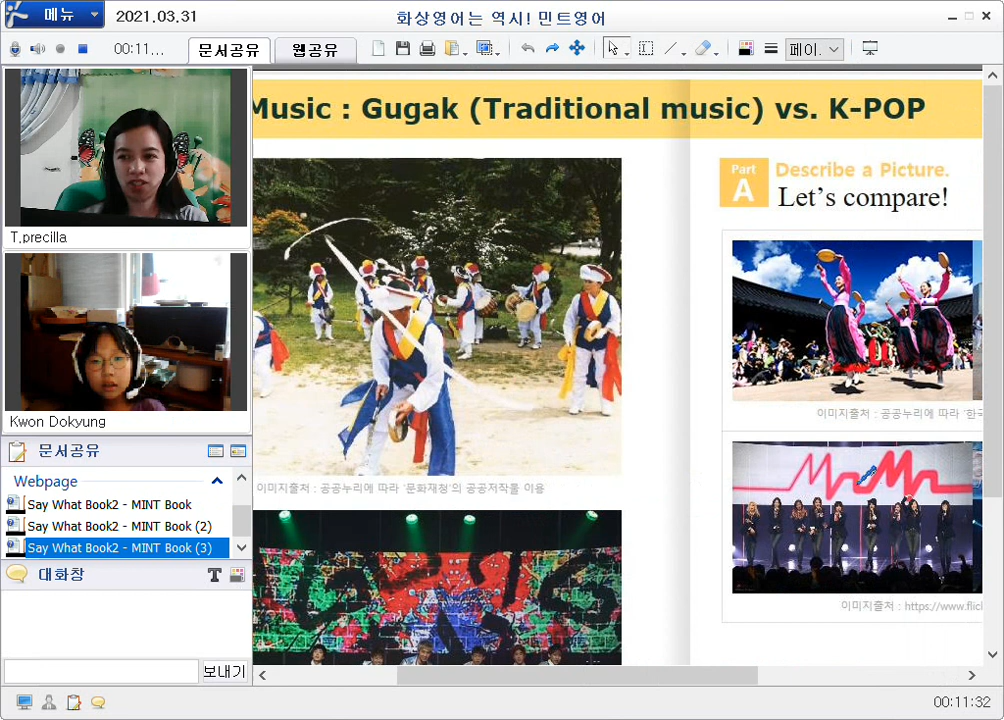 메뉴 2021.03.31 화상영어는 역시! 민트영어
00:11... 문서공유 웹공유 페이.
T.precilla
Kwon Dokyung
문서공유
Webpage
Say What Book2 - MINT Book
Say What Book2 - MINT Book (2)
Say What Book2 - MINT Book (3)
대화창
보내기
Music : Gugak (Traditional music) vs. K-POP
이미지출처 : 공공누리에 따라 '문화재청'의 공공저작물 이용
Part
A
Describe a Picture.
Let's compare!
이미지출처 : 공공누리에 따라 '한국
이미지출처 : https://www.flic
00:11:32